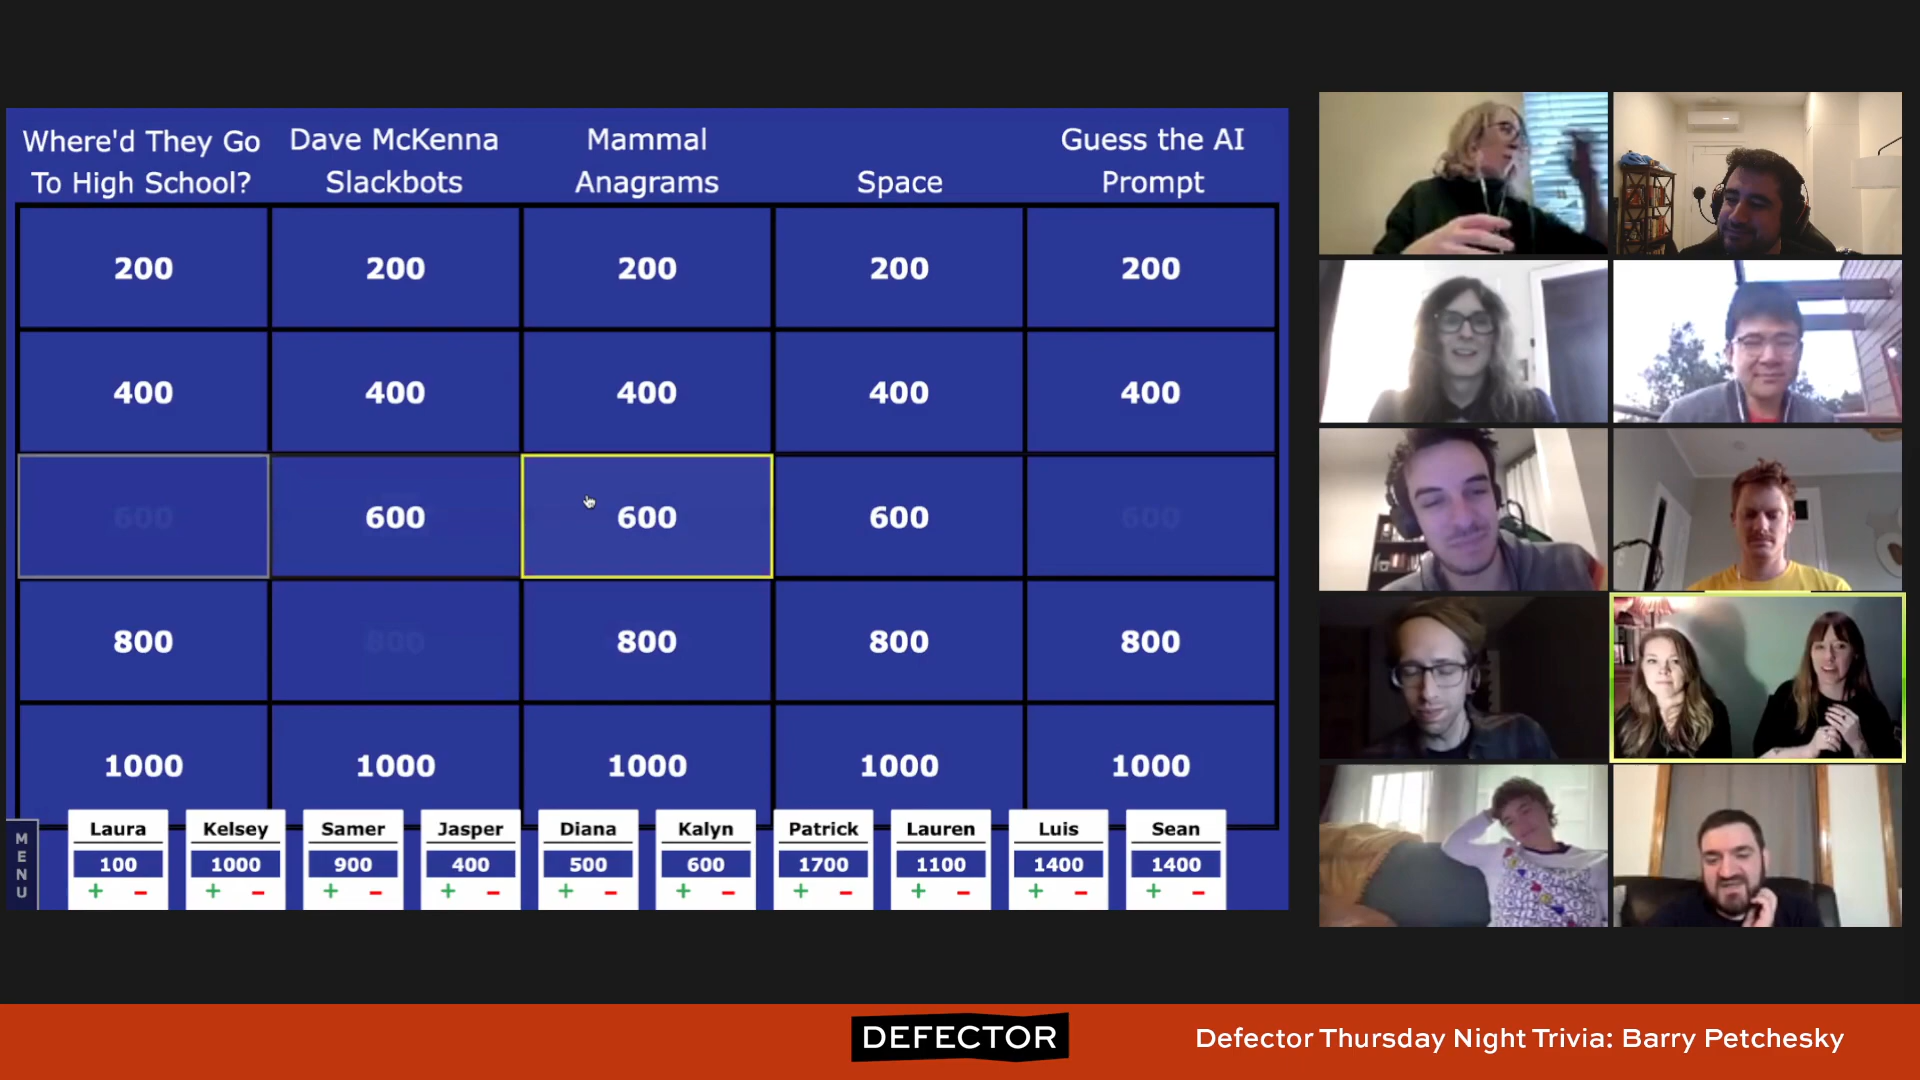 Where'd They Go
To High School?
Dave McKenna
Slackbots
Mammal
Anagrams
Space
Guess the AI
Prompt
200 200 200 200 200
400 400 400 400 400
600 600 600 600 600
800 800 800 800 800
1000 1000 1000 1000 1000
MENU
Laura Kelsey Samer Jasper Diana Kalyn Patrick Lauren Luis Sean
100 1000 900 400 500 600 1700 1100 1400 1400
+ - + - + - + - + - + - + - + - + - + -
DEFECTOR
Defector Thursday Night Trivia: Barry Petchesky